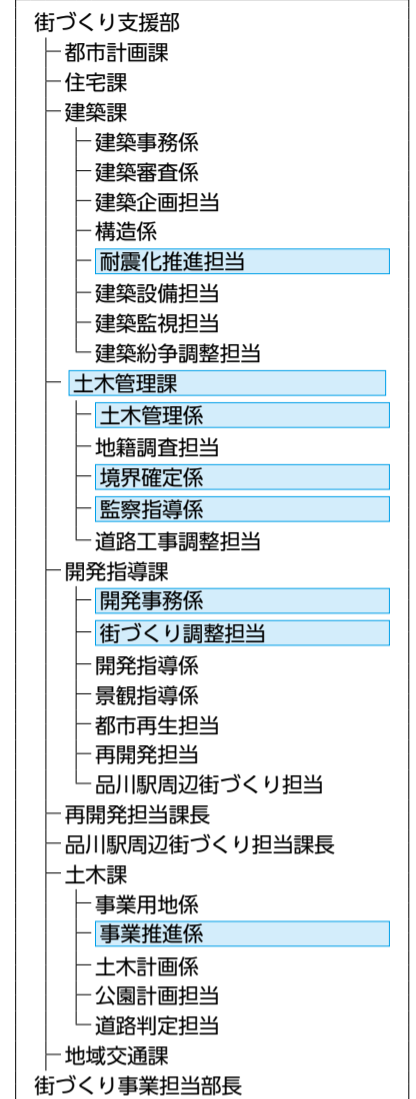 街づくり支援部
都市計画課
住宅課
建築課
建築事務係
建築審査係
建築企画担当
構造係
耐震化推進担当
建築設備担当
建築監視担当
建築紛争調整担当
土木管理課
土木管理係
地籍調査担当
境界確定係
監察指導係
道路工事調整担当
開発指導課
開発事務係
街づくり調整担当
開発指導係
景観指導係
都市再生担当
再開発担当
品川駅周辺街づくり担当
再開発担当課長
品川駅周辺街づくり担当課長
土木課
事業用地係
事業推進係
土木計画係
公園計画担当
道路判定担当
地域交通課
街づくり事業担当部長